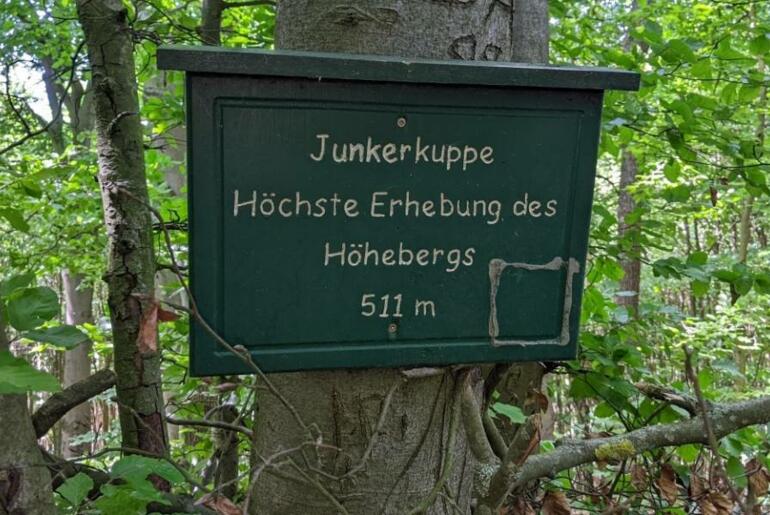 Junkerkuppe
Höchste Erhebung des
Höhebergs
511 m